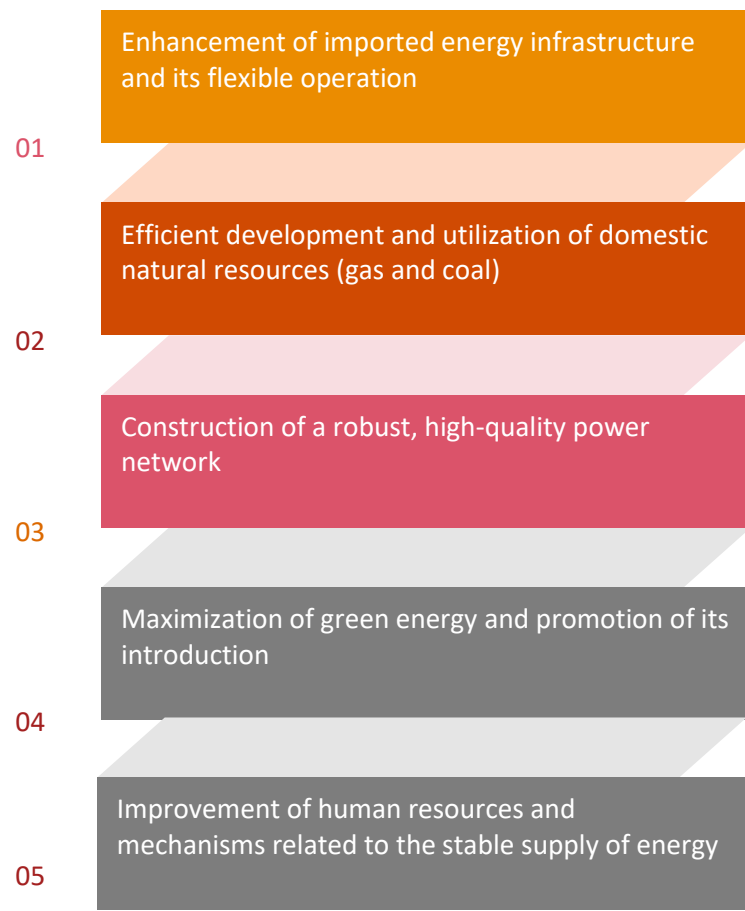 Enhancement of imported energy infrastructure
and its flexible operation
01
Efficient development and utilization of domestic
natural resources (gas and coal)
02
Construction of a robust, high-quality power
network
03
Maximization of green energy and promotion of its
introduction
04
Improvement of human resources and
mechanisms related to the stable supply of energy
05